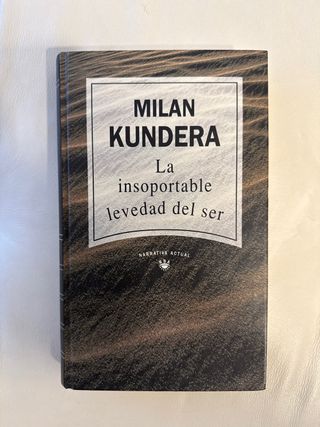 MILAN
KUNDERA
La
insoportable
levedad del ser
NARRATIVA ACTUAL